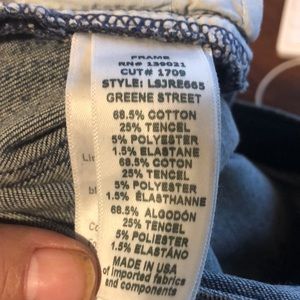 FRAME
RN# 139021
CUT# 1709
STYLE: LSJRE665
GREENE STREET
68.5% COTTON
25% TENCEL
5% POLYESTER
1.5% ELASTANE
68.5% COTON
25% TENCEL
5% POLYESTER
1.5% ÉLASTHANNE
68.5% ALGODÓN
25% TENCEL
5% POLIESTER
1.5% ELASTANO
MADE IN USA
of imported fabrics
and components